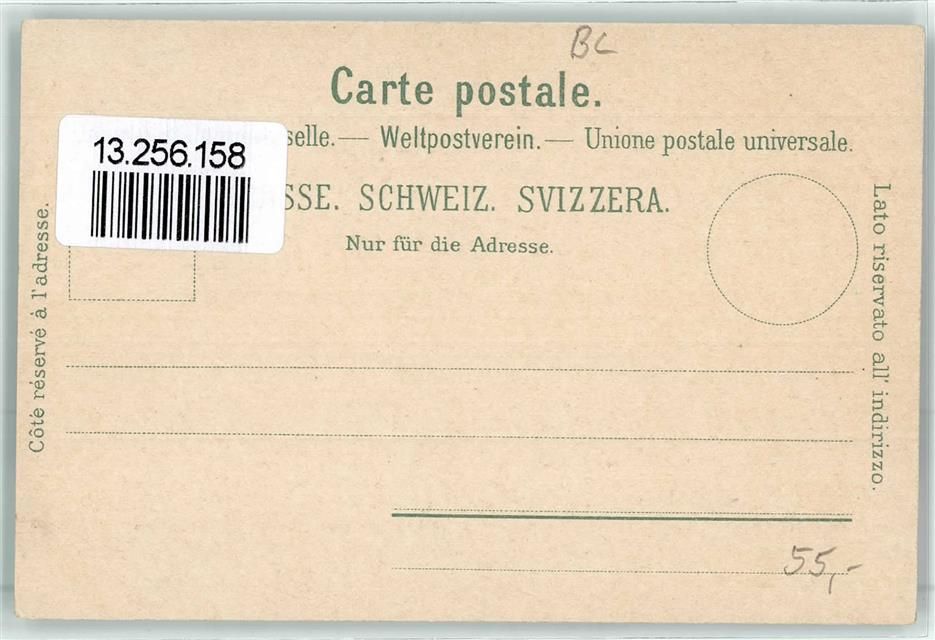 BC
Carte postale.
13.256.158
selle. — Weltpostverein. — Unione postale universale.
SSE. SCHWEIZ. SVIZZERA.
Nur für die Adresse.
Côté réservé à l'adresse.
Lato riservato all' indirizzo.
55,-